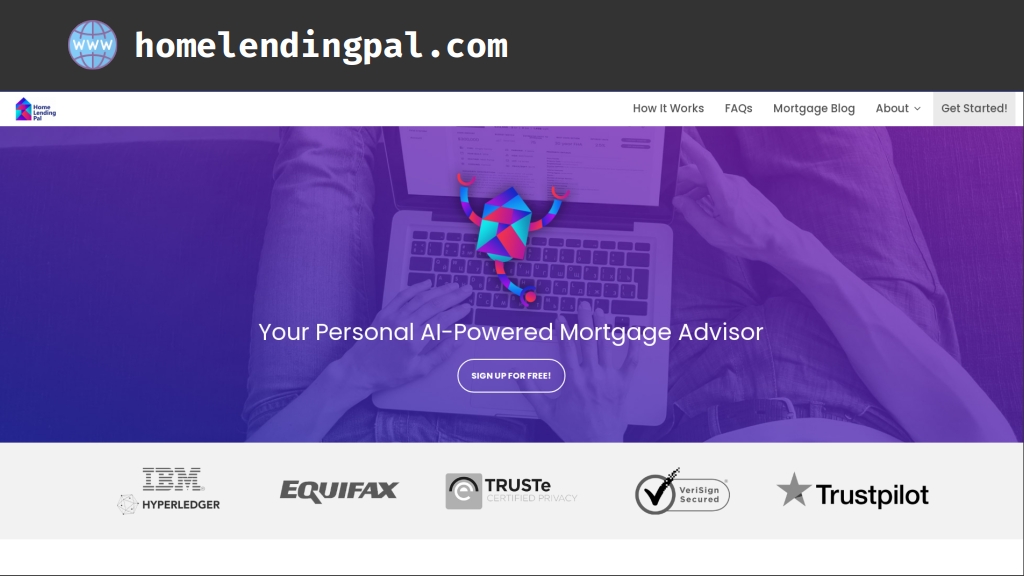 www
homelendingpal.com
Home
Lending
Pal
How It Works
FAQs
Mortgage Blog
About
Get Started!
Your Personal AI-Powered Mortgage Advisor
SIGN UP FOR FREE!
IBM
HYPERLEDGER
EQUIFAX
TRUSTe
CERTIFIED PRIVACY
VeriSign
Secured
Trustpilot